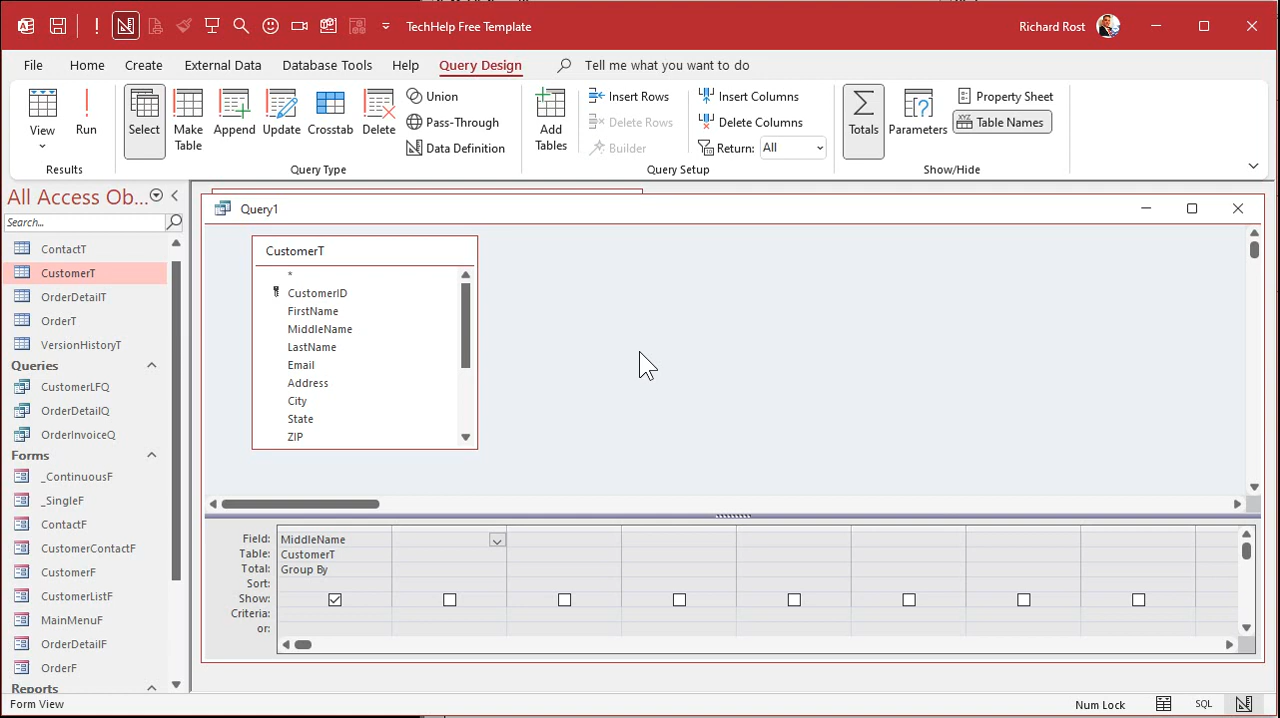 TechHelp Free Template
Richard Rost
File Home Create External Data Database Tools Help Query Design Tell me what you want to do
View
Run
Results
Select
Make Table
Append
Update
Crosstab
Delete
Union
Pass-Through
Data Definition
Query Type
Add Tables
Insert Rows
Delete Rows
Builder
Insert Columns
Delete Columns
Return: All
Query Setup
Totals
Parameters
Property Sheet
XYZ
Table Names
Show/Hide
All Access Ob...
Search...
ContactT
CustomerT
OrderDetailT
OrderT
VersionHistoryT
Queries
CustomerLFQ
OrderDetailQ
OrderInvoiceQ
Forms
_ContinuousF
_SingleF
ContactF
CustomerContactF
CustomerF
CustomerListF
MainMenuF
OrderDetailF
OrderF
Reports
Query1
CustomerT
*
CustomerID
FirstName
MiddleName
LastName
Email
Address
City
State
ZIP
Field: MiddleName
Table: CustomerT
Total: Group By
Sort:
Show:
Criteria:
or:
Form View
Num Lock
SQL